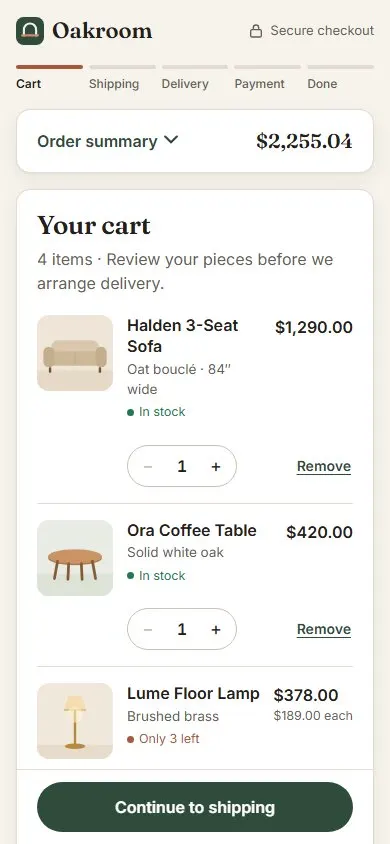 Oakroom
Secure checkout
Cart
Shipping
Delivery
Payment
Done
Order summary
$2,255.04
Your cart
4 items · Review your pieces before we
arrange delivery.
Halden 3-Seat
Sofa
$1,290.00
Oat bouclé · 84″
wide
In stock
− 1 +
Remove
Ora Coffee Table
$420.00
Solid white oak
In stock
− 1 +
Remove
Lume Floor Lamp
$378.00
Brushed brass
$189.00 each
Only 3 left
Continue to shipping